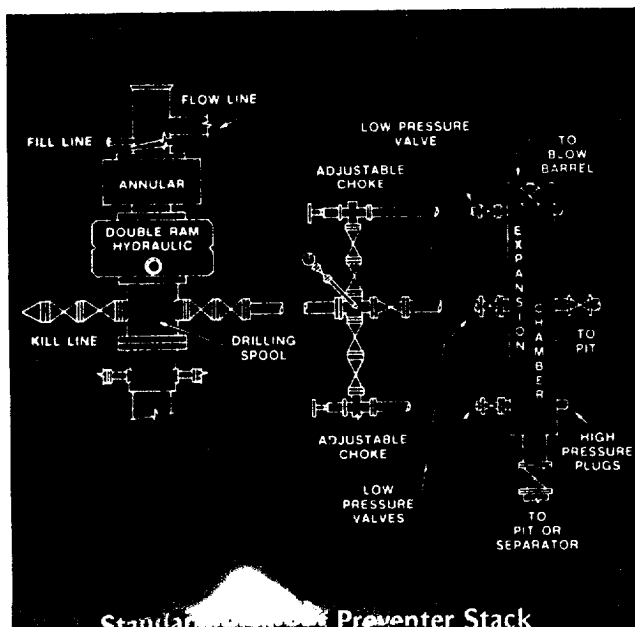 FLOW LINE
FILL LINE
ANNULAR
DOUBLE RAM
HYDRAULIC
KILL LINE
DRILLING
SPOOL
ADJUSTABLE
CHOKE
ADJUSTABLE
CHOKE
LOW PRESSURE
VALVE
TO
BLOW
BARREL
EXPANSION
CHAMBER
TO
PIT
LOW
PRESSURE
VALVES
HIGH
PRESSURE
PLUGS
TO
PIT OR
SEPARATOR
Preventer Stack